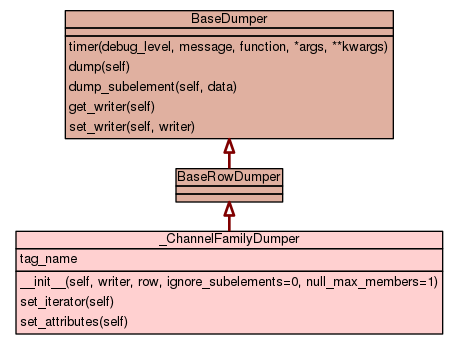 BaseDumper
timer(debug_level, message, function, *args, **kwargs)
dump(self)
dump_subelement(self, data)
get_writer(self)
set_writer(self, writer)
BaseRowDumper
_ChannelFamilyDumper
tag_name
__init__(self, writer, row, ignore_subelements=0, null_max_members=1)
set_iterator(self)
set_attributes(self)